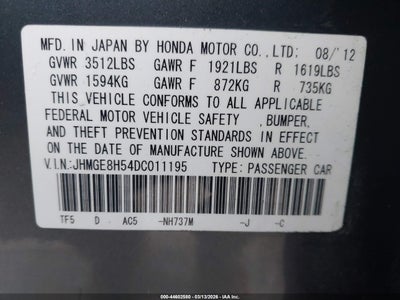 MFD. IN JAPAN BY HONDA MOTOR CO., LTD: 08/'12
GVWR 3512LBS GAWR F 1921LBS R 1619LBS
GVWR 1594KG GAWR F 872KG R 735KG
THIS VEHICLE CONFORMS TO ALL APPLICABLE
FEDERAL MOTOR VEHICLE SAFETY ,BUMPER,
AND THEFT PREVENTION STANDARDS IN EFFECT
ON THE DATE OF MANUFACTURE SHOWN ABOVE.
V.I.N:JHMGE8H54DC011195 TYPE: PASSENGER CAR
TF5 D AC5 -NH737M -J -C
000-44602580 - 03/13/2026 - IAA, Inc.